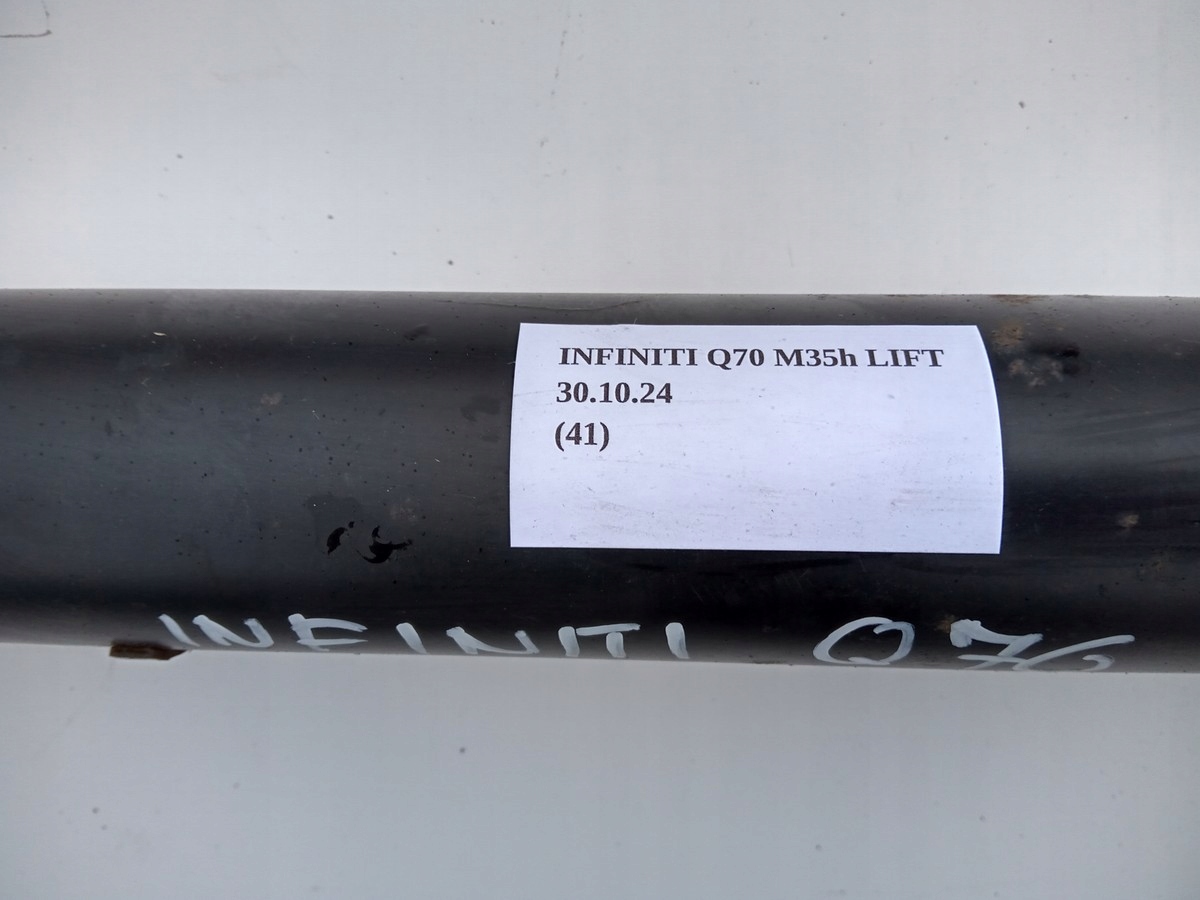 INFINITI Q70 M35h LIFT
30.10.24
(41)
INFINITI Q70